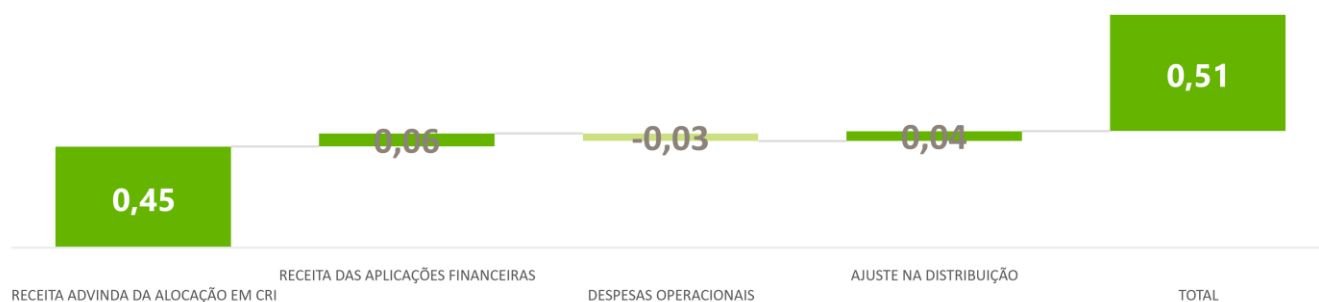 0,51
0,06
-0,03
0,04
0,45
RECEITA DAS APLICAÇÕES FINANCEIRAS
AJUSTE NA DISTRIBUIÇÃO
RECEITA ADVINDA DA ALOCAÇÃO EM CRI
DESPESAS OPERACIONAIS
TOTAL